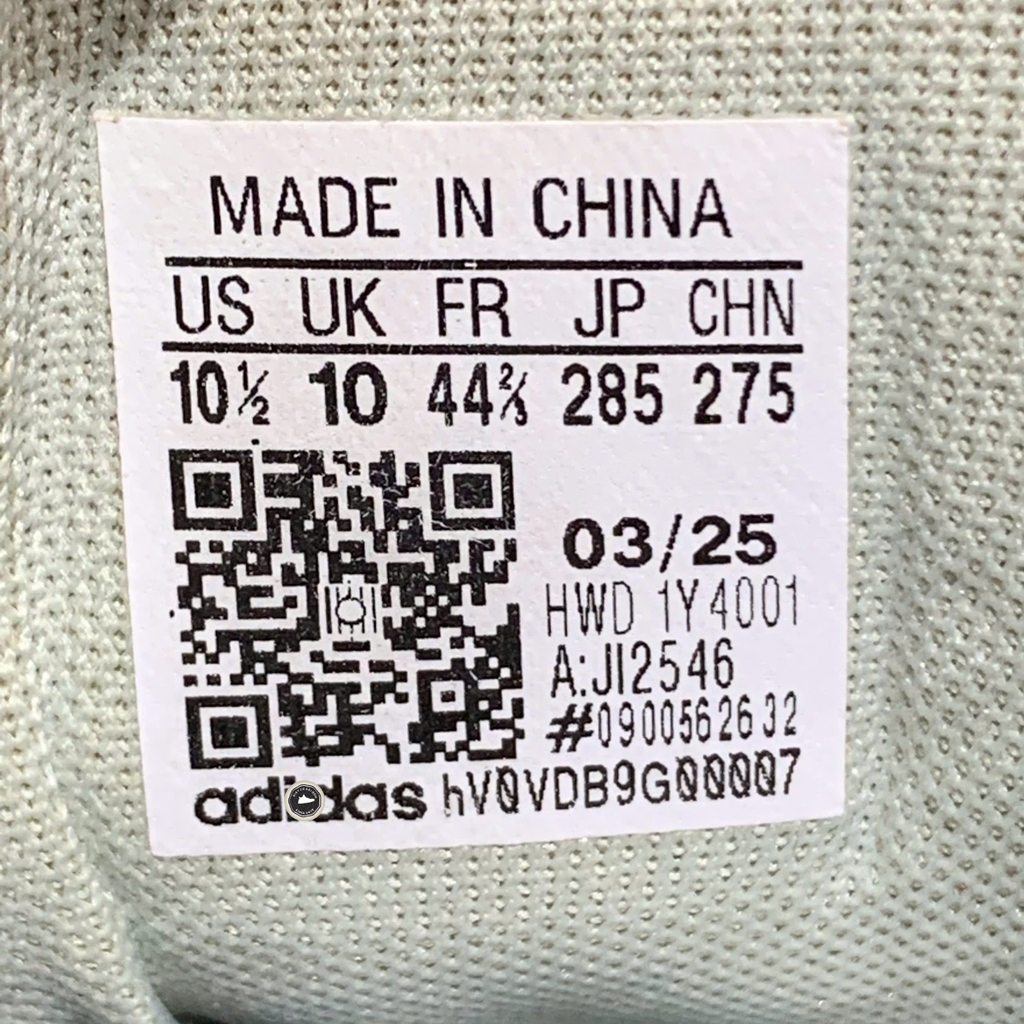 MADE IN CHINA
US UK FR JP CHN
10½ 10 44⅔ 285 275
03/25
HWD 1Y4001
A:JI2546
#0900562632
adidas hV0VDB9G00007